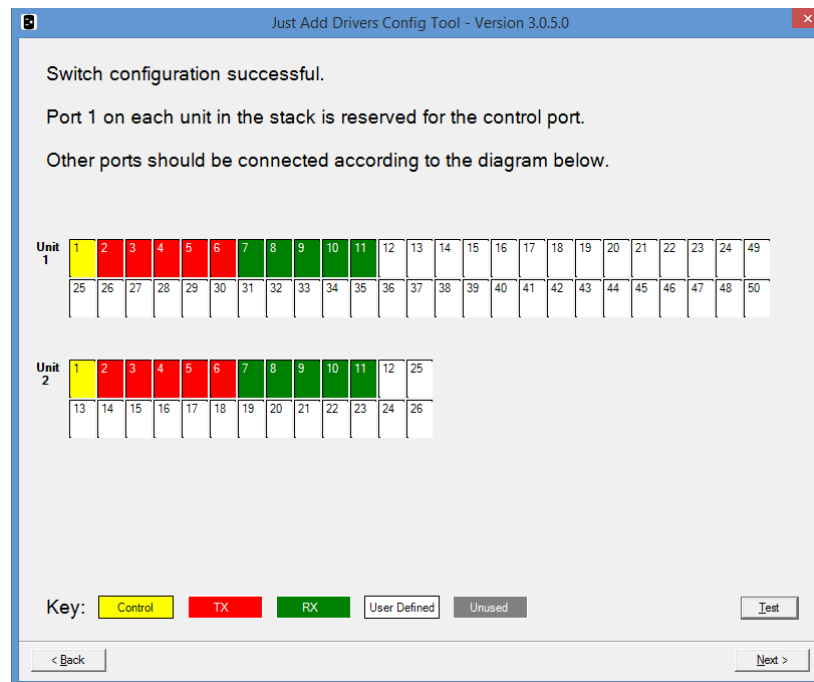 Just Add Drivers Config Tool - Version 3.0.5.0
Switch configuration successful.
Port 1 on each unit in the stack is reserved for the control port.
Other ports should be connected according to the diagram below.
Unit 1
1 2 3 4 5 6 7 8 9 10 11 12 13 14 15 16 17 18 19 20 21 22 23 24 49
25 26 27 28 29 30 31 32 33 34 35 36 37 38 39 40 41 42 43 44 45 46 47 48 50
Unit 2
1 2 3 4 5 6 7 8 9 10 11 12 25
13 14 15 16 17 18 19 20 21 22 23 24 26
Key: Control TX RX User Defined Unused Test
< Back Next >